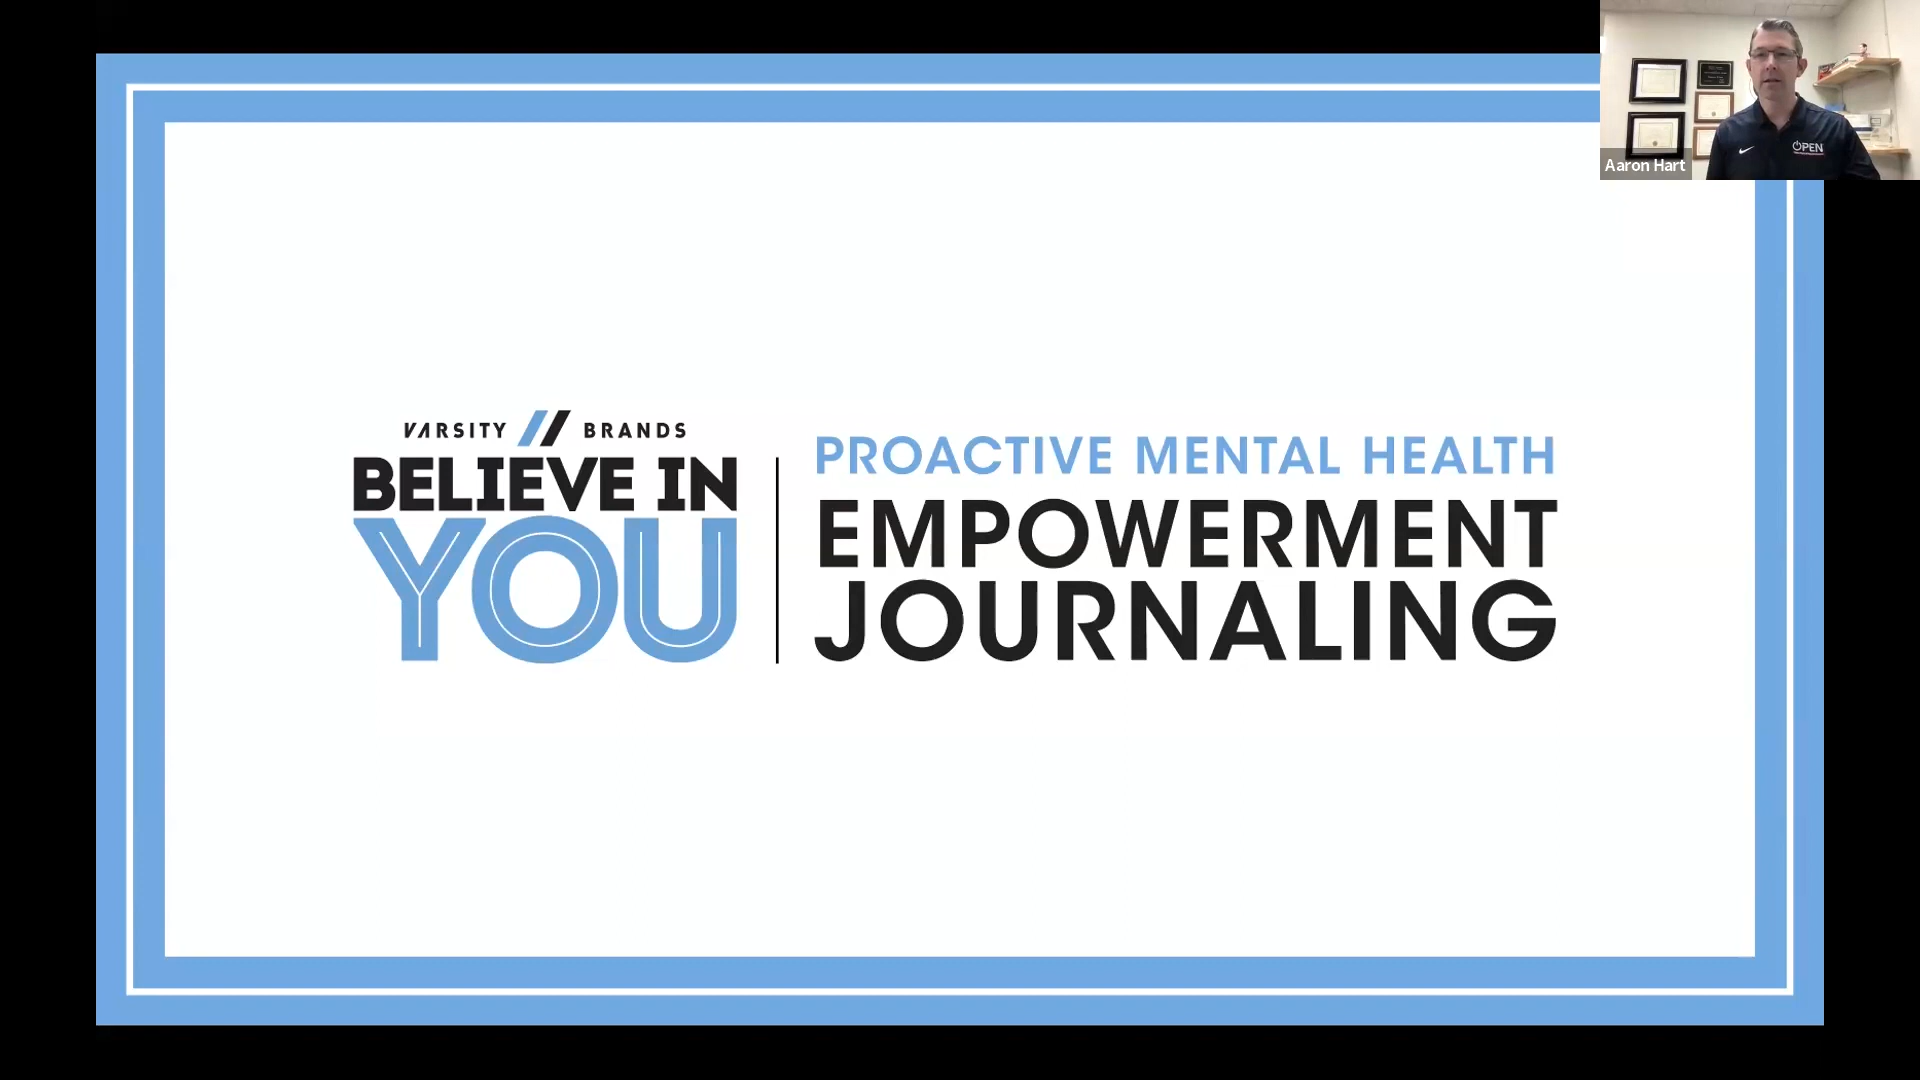 VARSITY BRANDS
BELIEVE IN
YOU
PROACTIVE MENTAL HEALTH
EMPOWERMENT
JOURNALING
OPEN
Aaron Hart